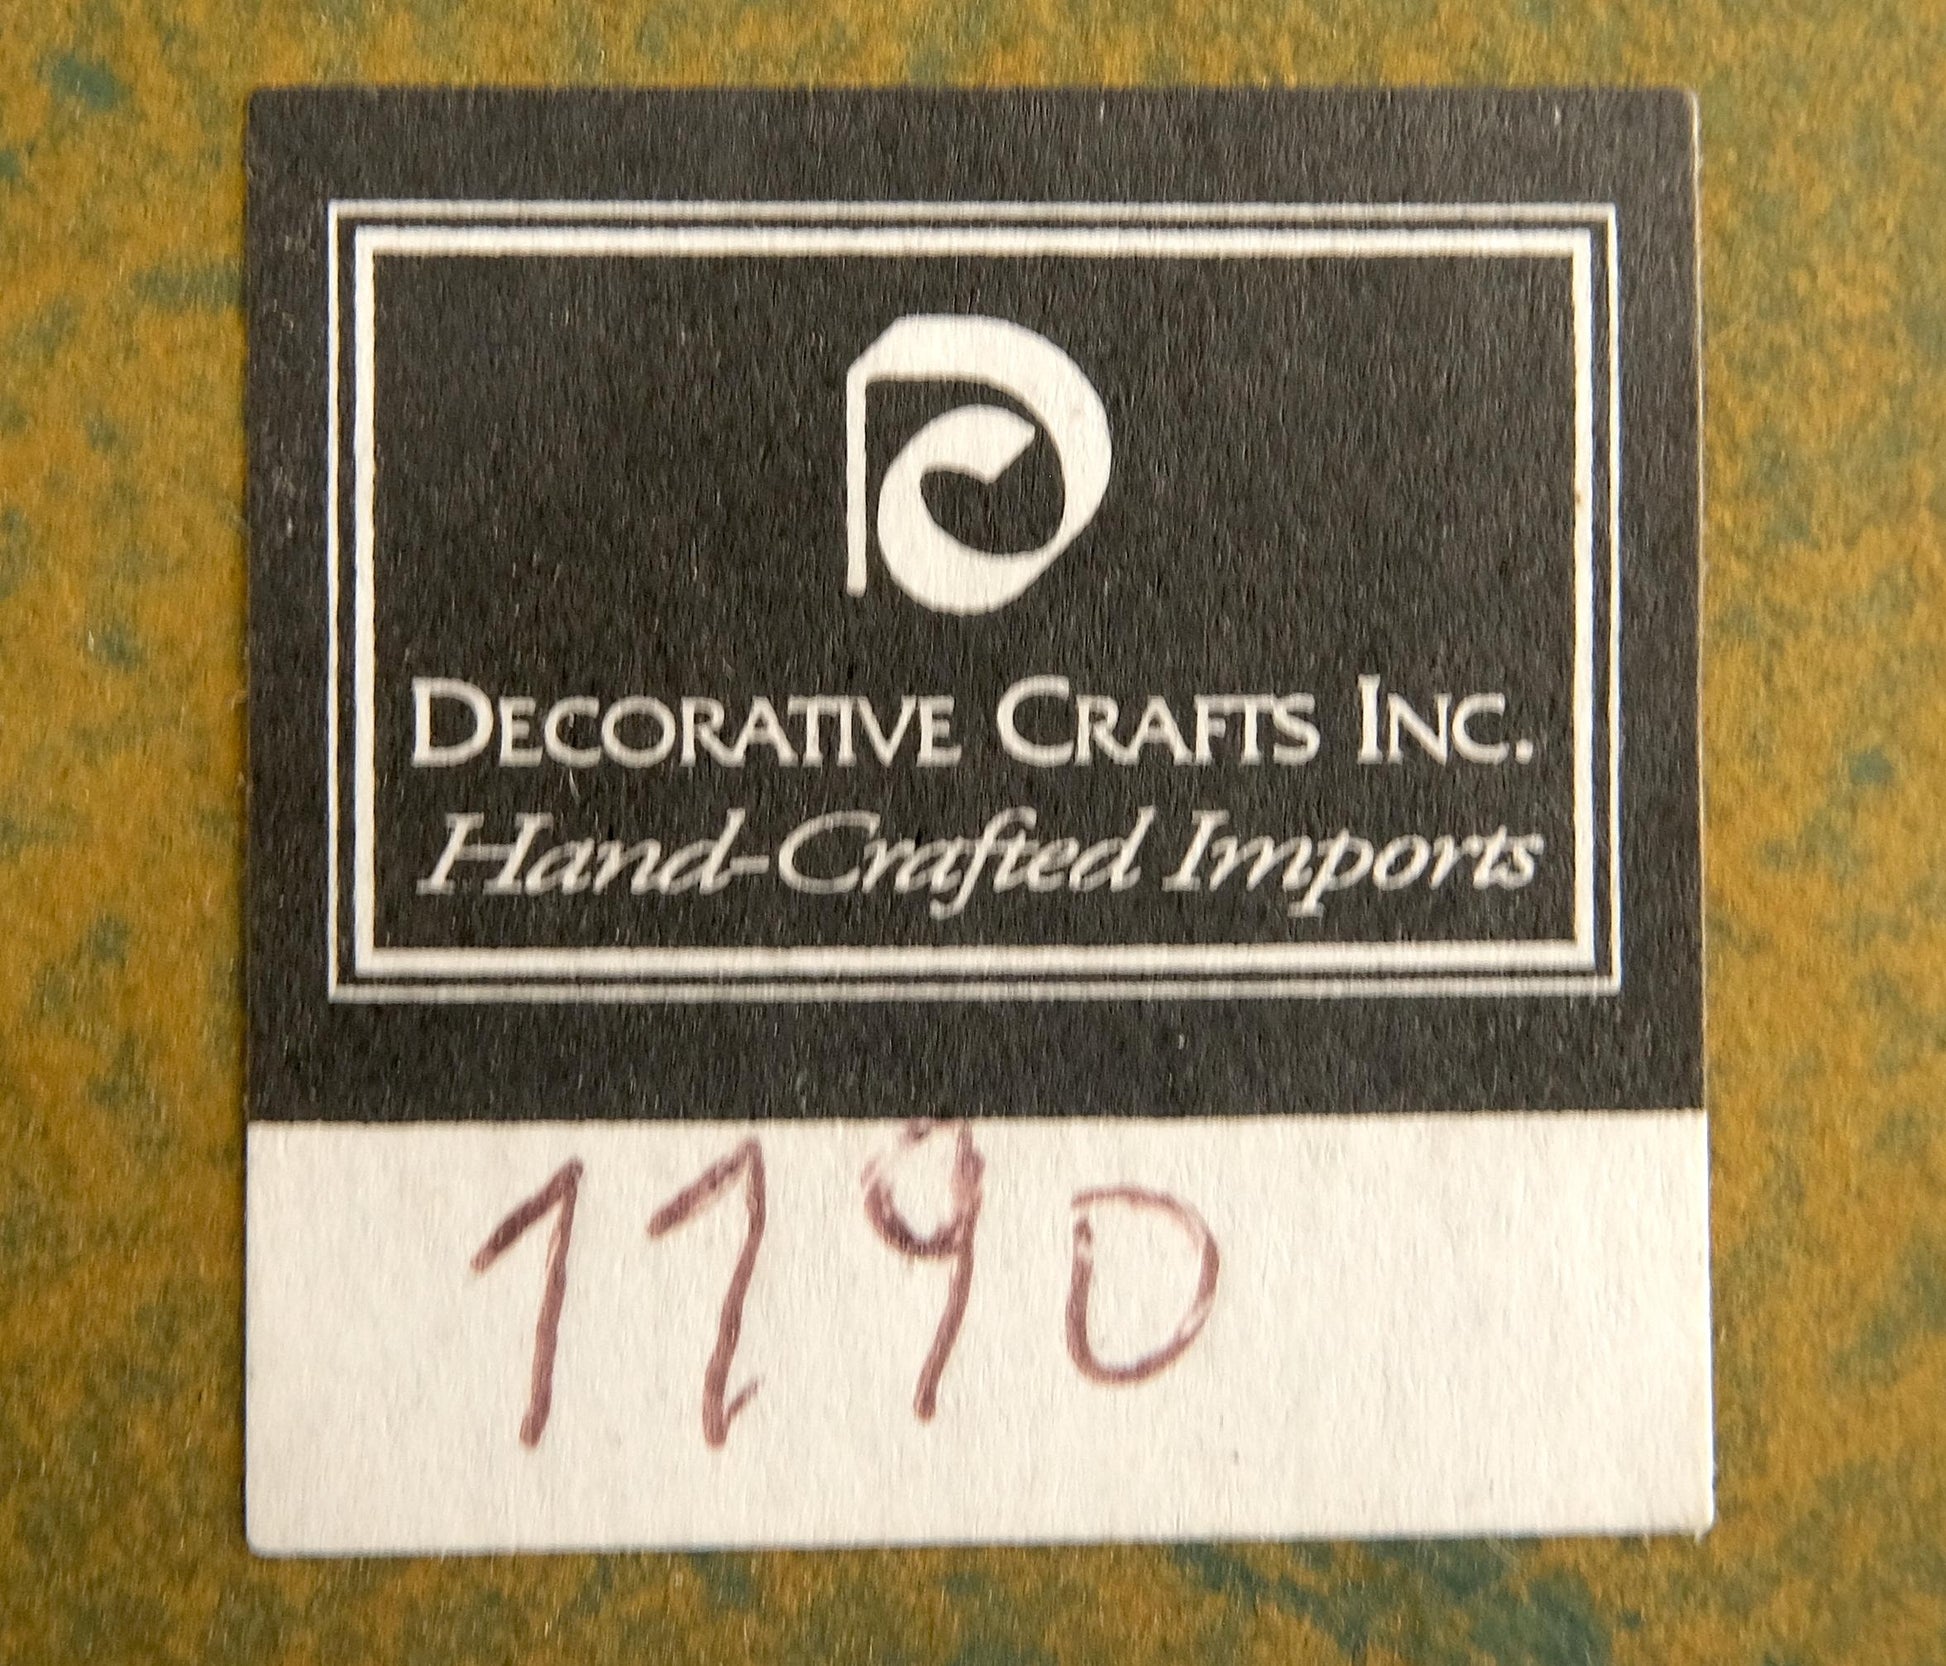 DECORATIVE CRAFTS INC.
Hand-Crafted Imports
1190